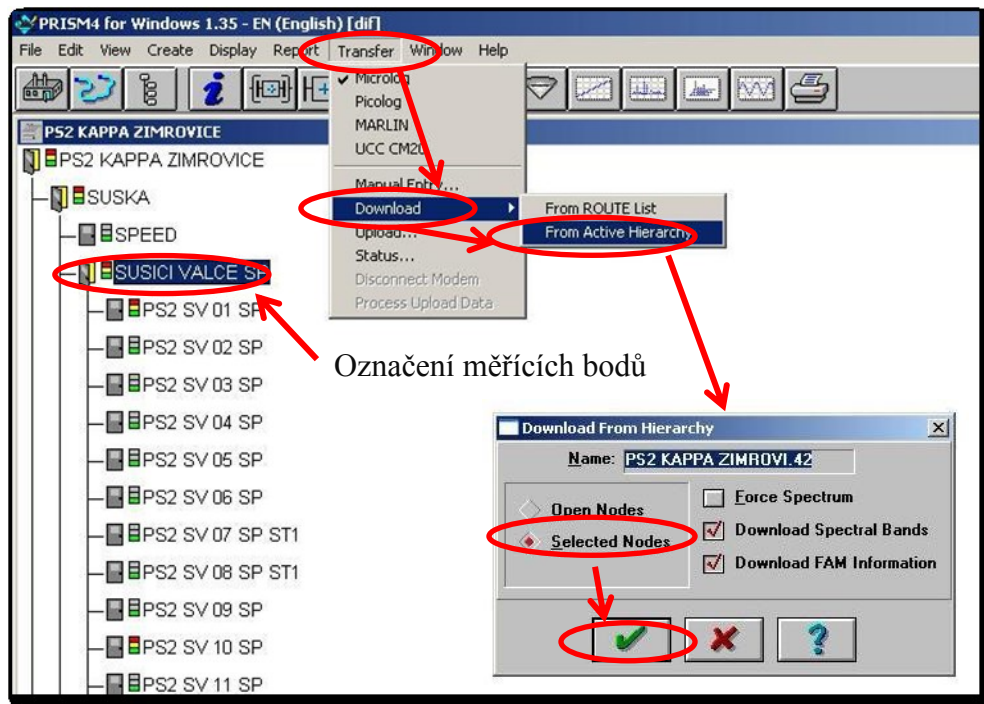 PRISM4 for Windows 1.35 - EN (English) [dif]
File Edit View Create Display Report Transfer Window Help
Microlog
Picolog
MARLIN
UCC CM20
Manual Entry...
Download
Upload...
Status...
Disconnect Modem
Process Upload Data
From ROUTE List
From Active Hierarchy
PS2 KAPPA ZIMROVICE
PS2 KAPPA ZIMROVICE
SUSKA
SPEED
SUSICI VALCE SP
PS2 SV 01 SP
PS2 SV 02 SP
PS2 SV 03 SP
PS2 SV 04 SP
PS2 SV 05 SP
PS2 SV 06 SP
PS2 SV 07 SP ST1
PS2 SV 08 SP ST1
PS2 SV 09 SP
PS2 SV 10 SP
PS2 SV 11 SP
Označení měřících bodů
Download From Hierarchy
Name: PS2 KAPPA ZIMROVI.42
Open Nodes
Selected Nodes
Force Spectrum
Download Spectral Bands
Download FAM Information